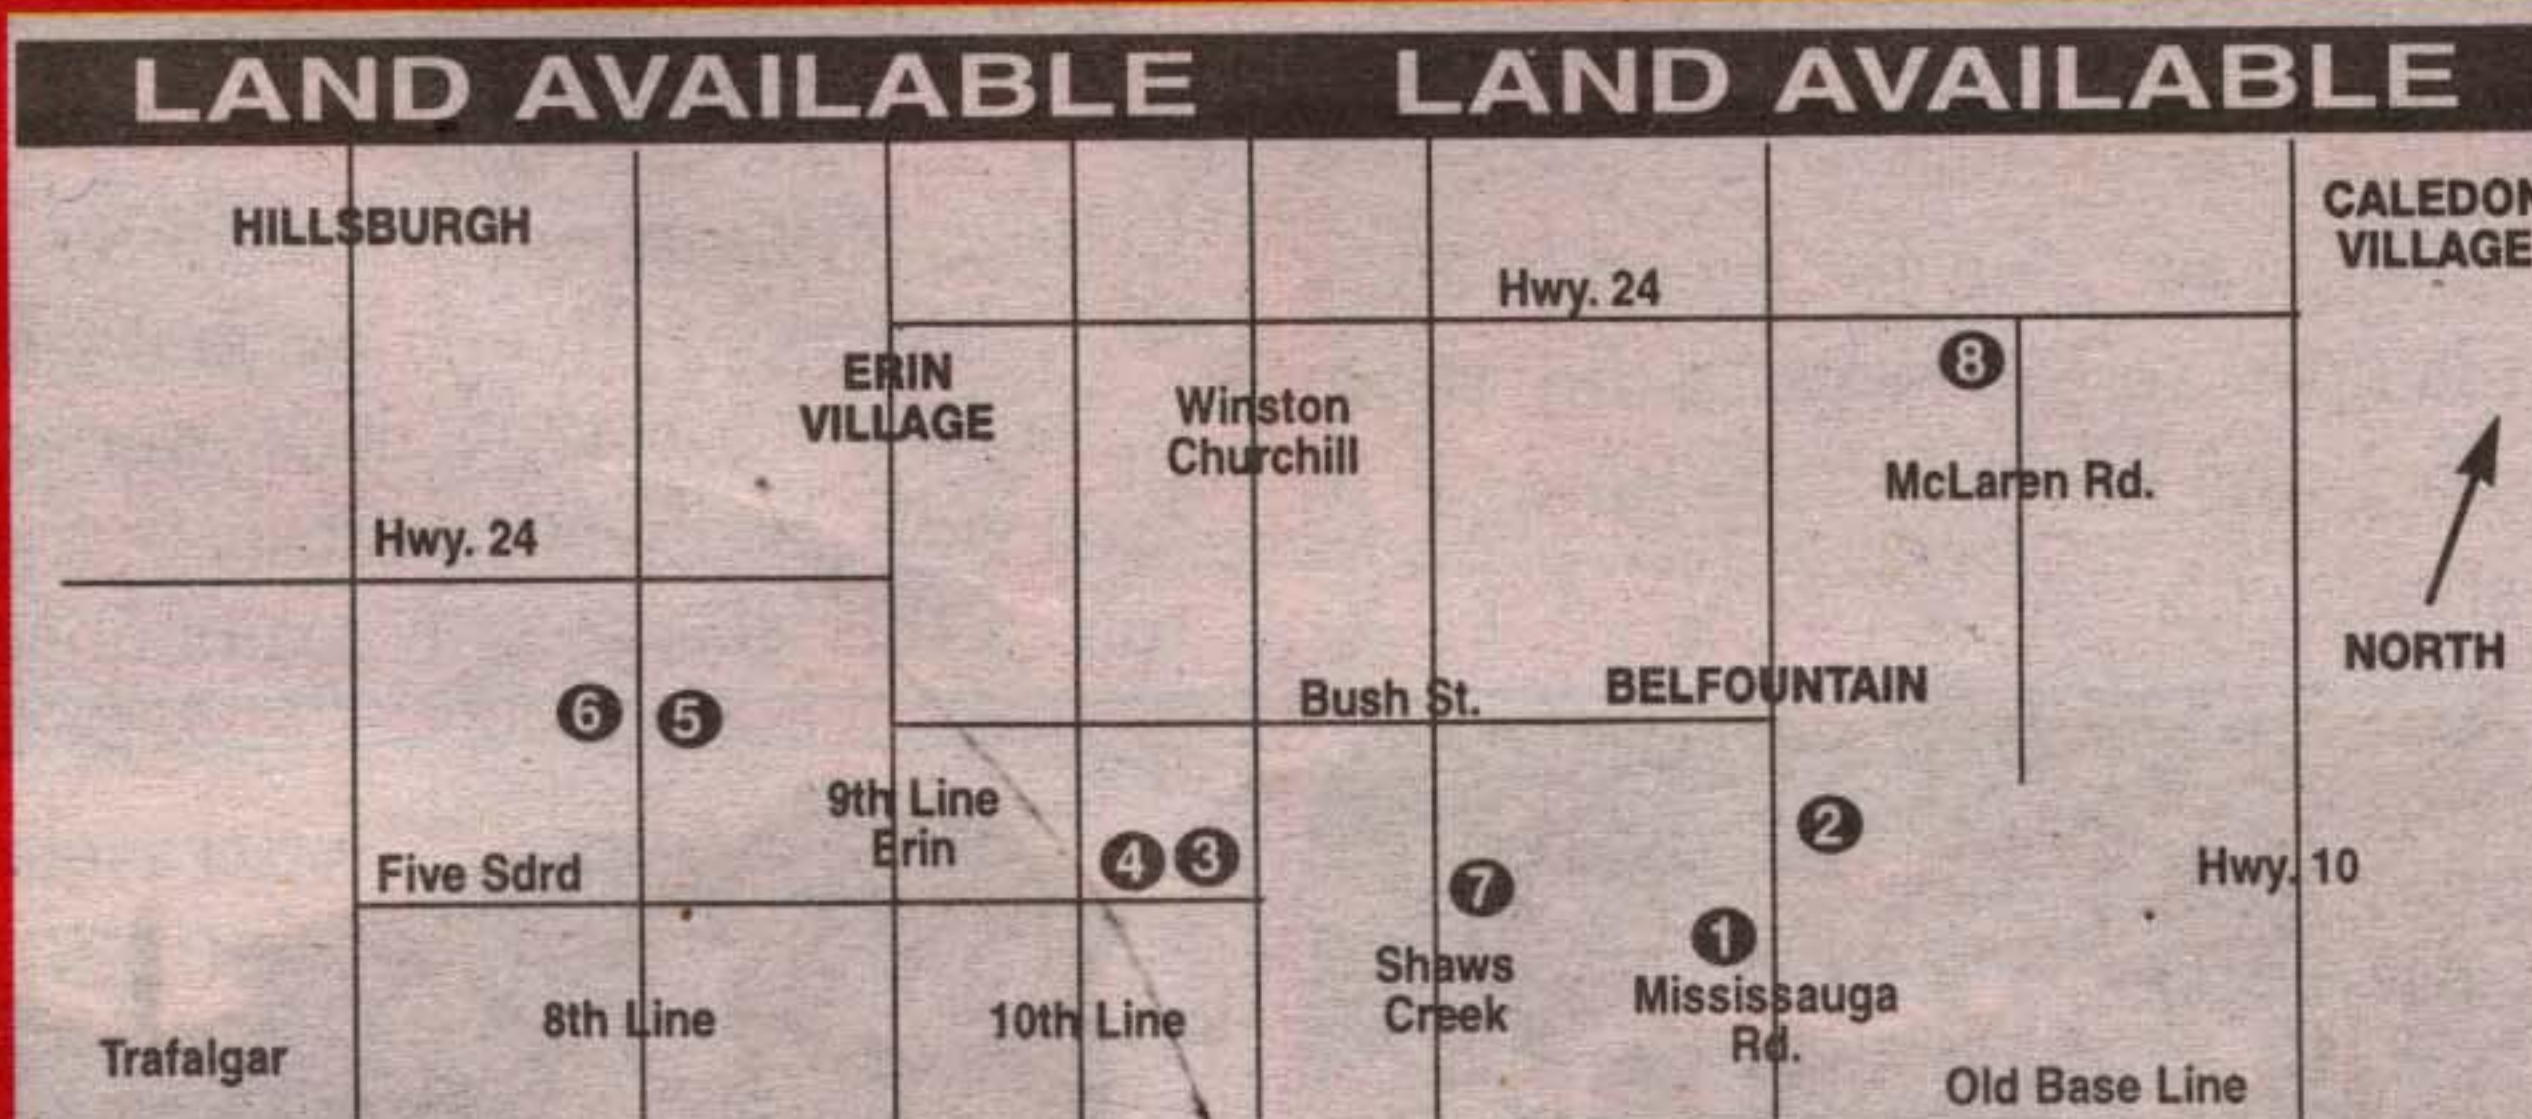 LAND AVAILABLE LAND AVAILABLE
HILLSBURGH
CALEDON
VILLAGE
Hwy. 24
ERIN
VILLAGE
8
Winston
Churchill
McLaren Rd.
Hwy. 24
NORTH
Bush St.
BELFOUNTAIN
6 5
9th Line
Erin
2
4 3
Five Sdrd
7
Hwy. 10
1
Shaws
Creek
Mississauga
Rd.
8th Line
10th Line
Trafalgar
Old Base Line